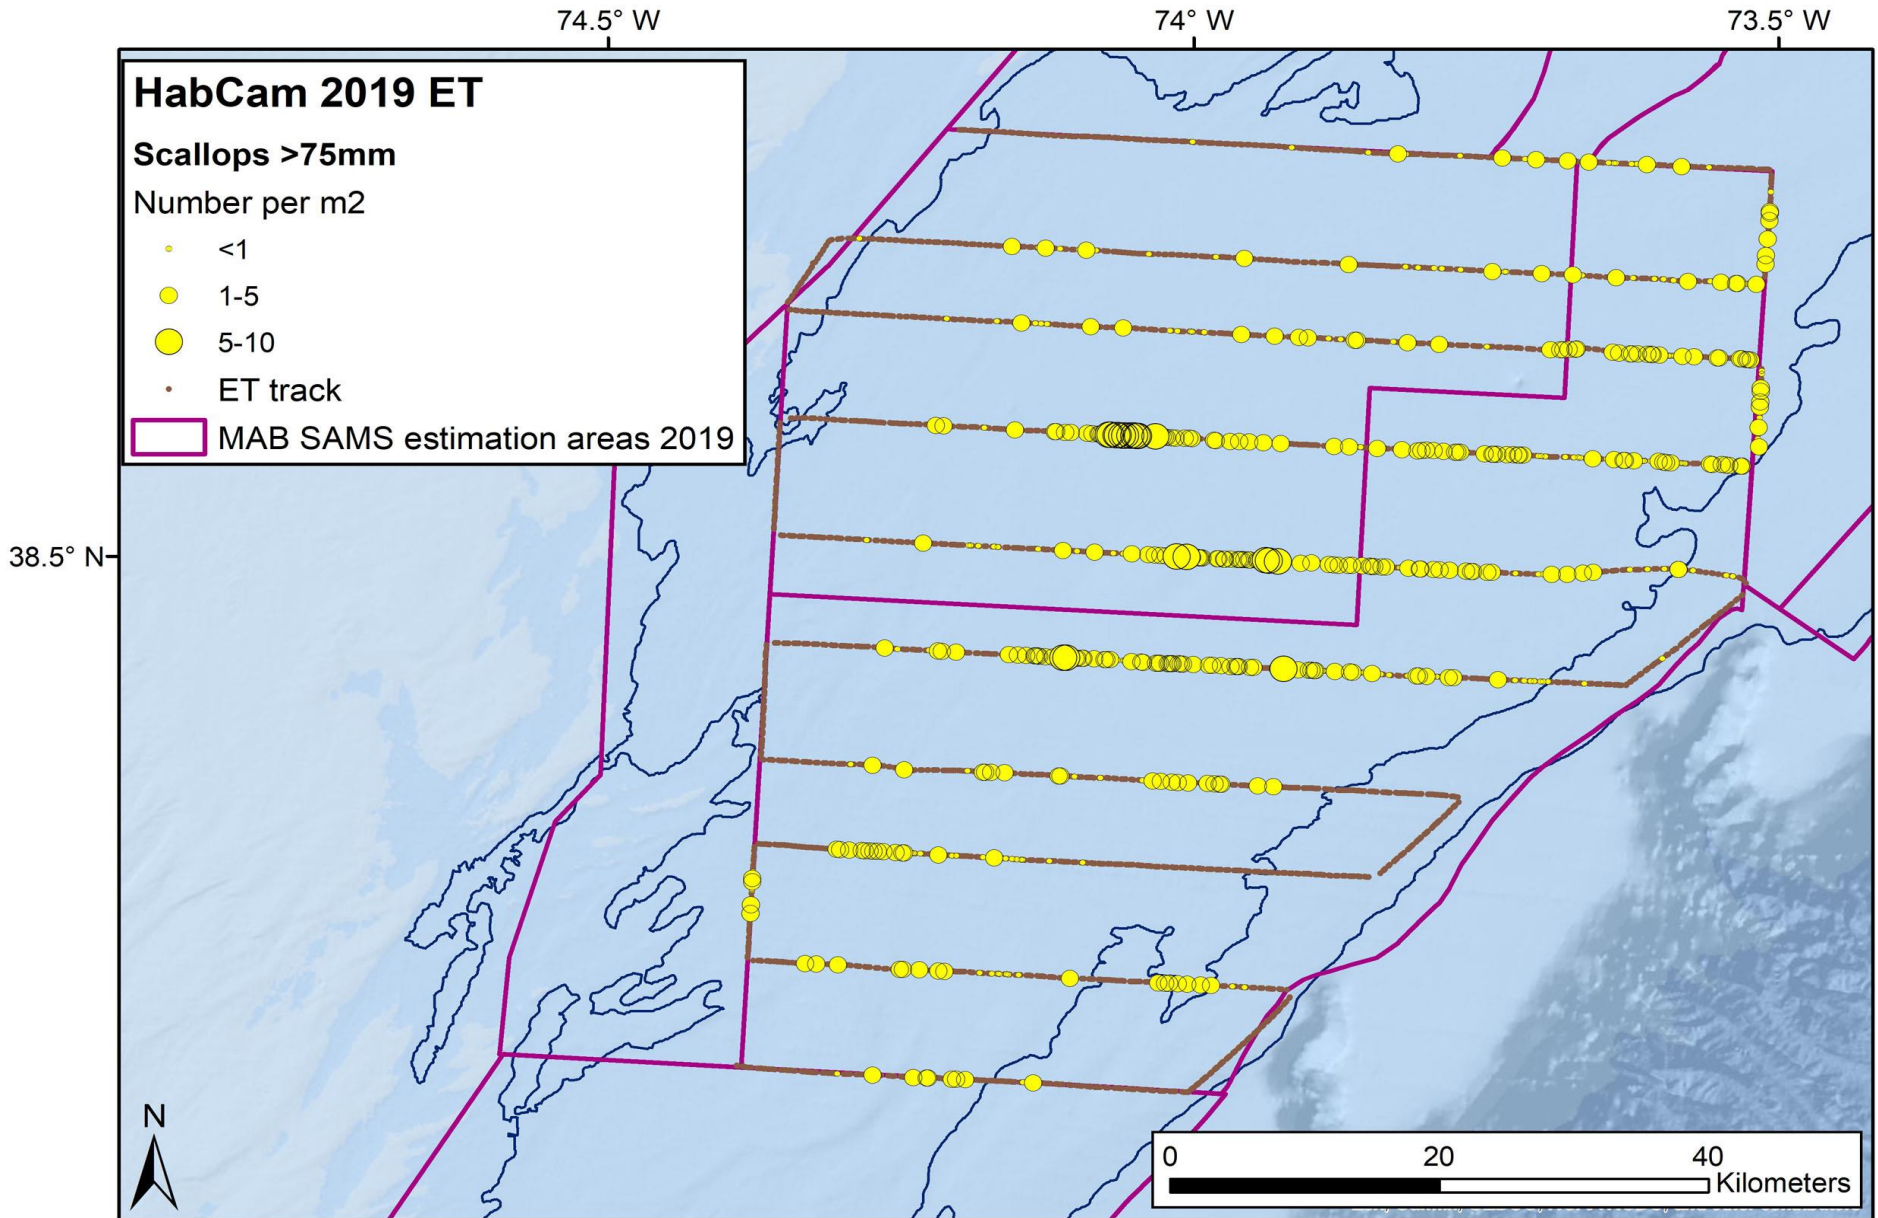 74.5° W
74° W
73.5° W
HabCam 2019 ET
Scallops >75mm
Number per m2
<1
1-5
5-10
ET track
MAB SAMS estimation areas 2019
38.5° N
N
0 20 40
Kilometers